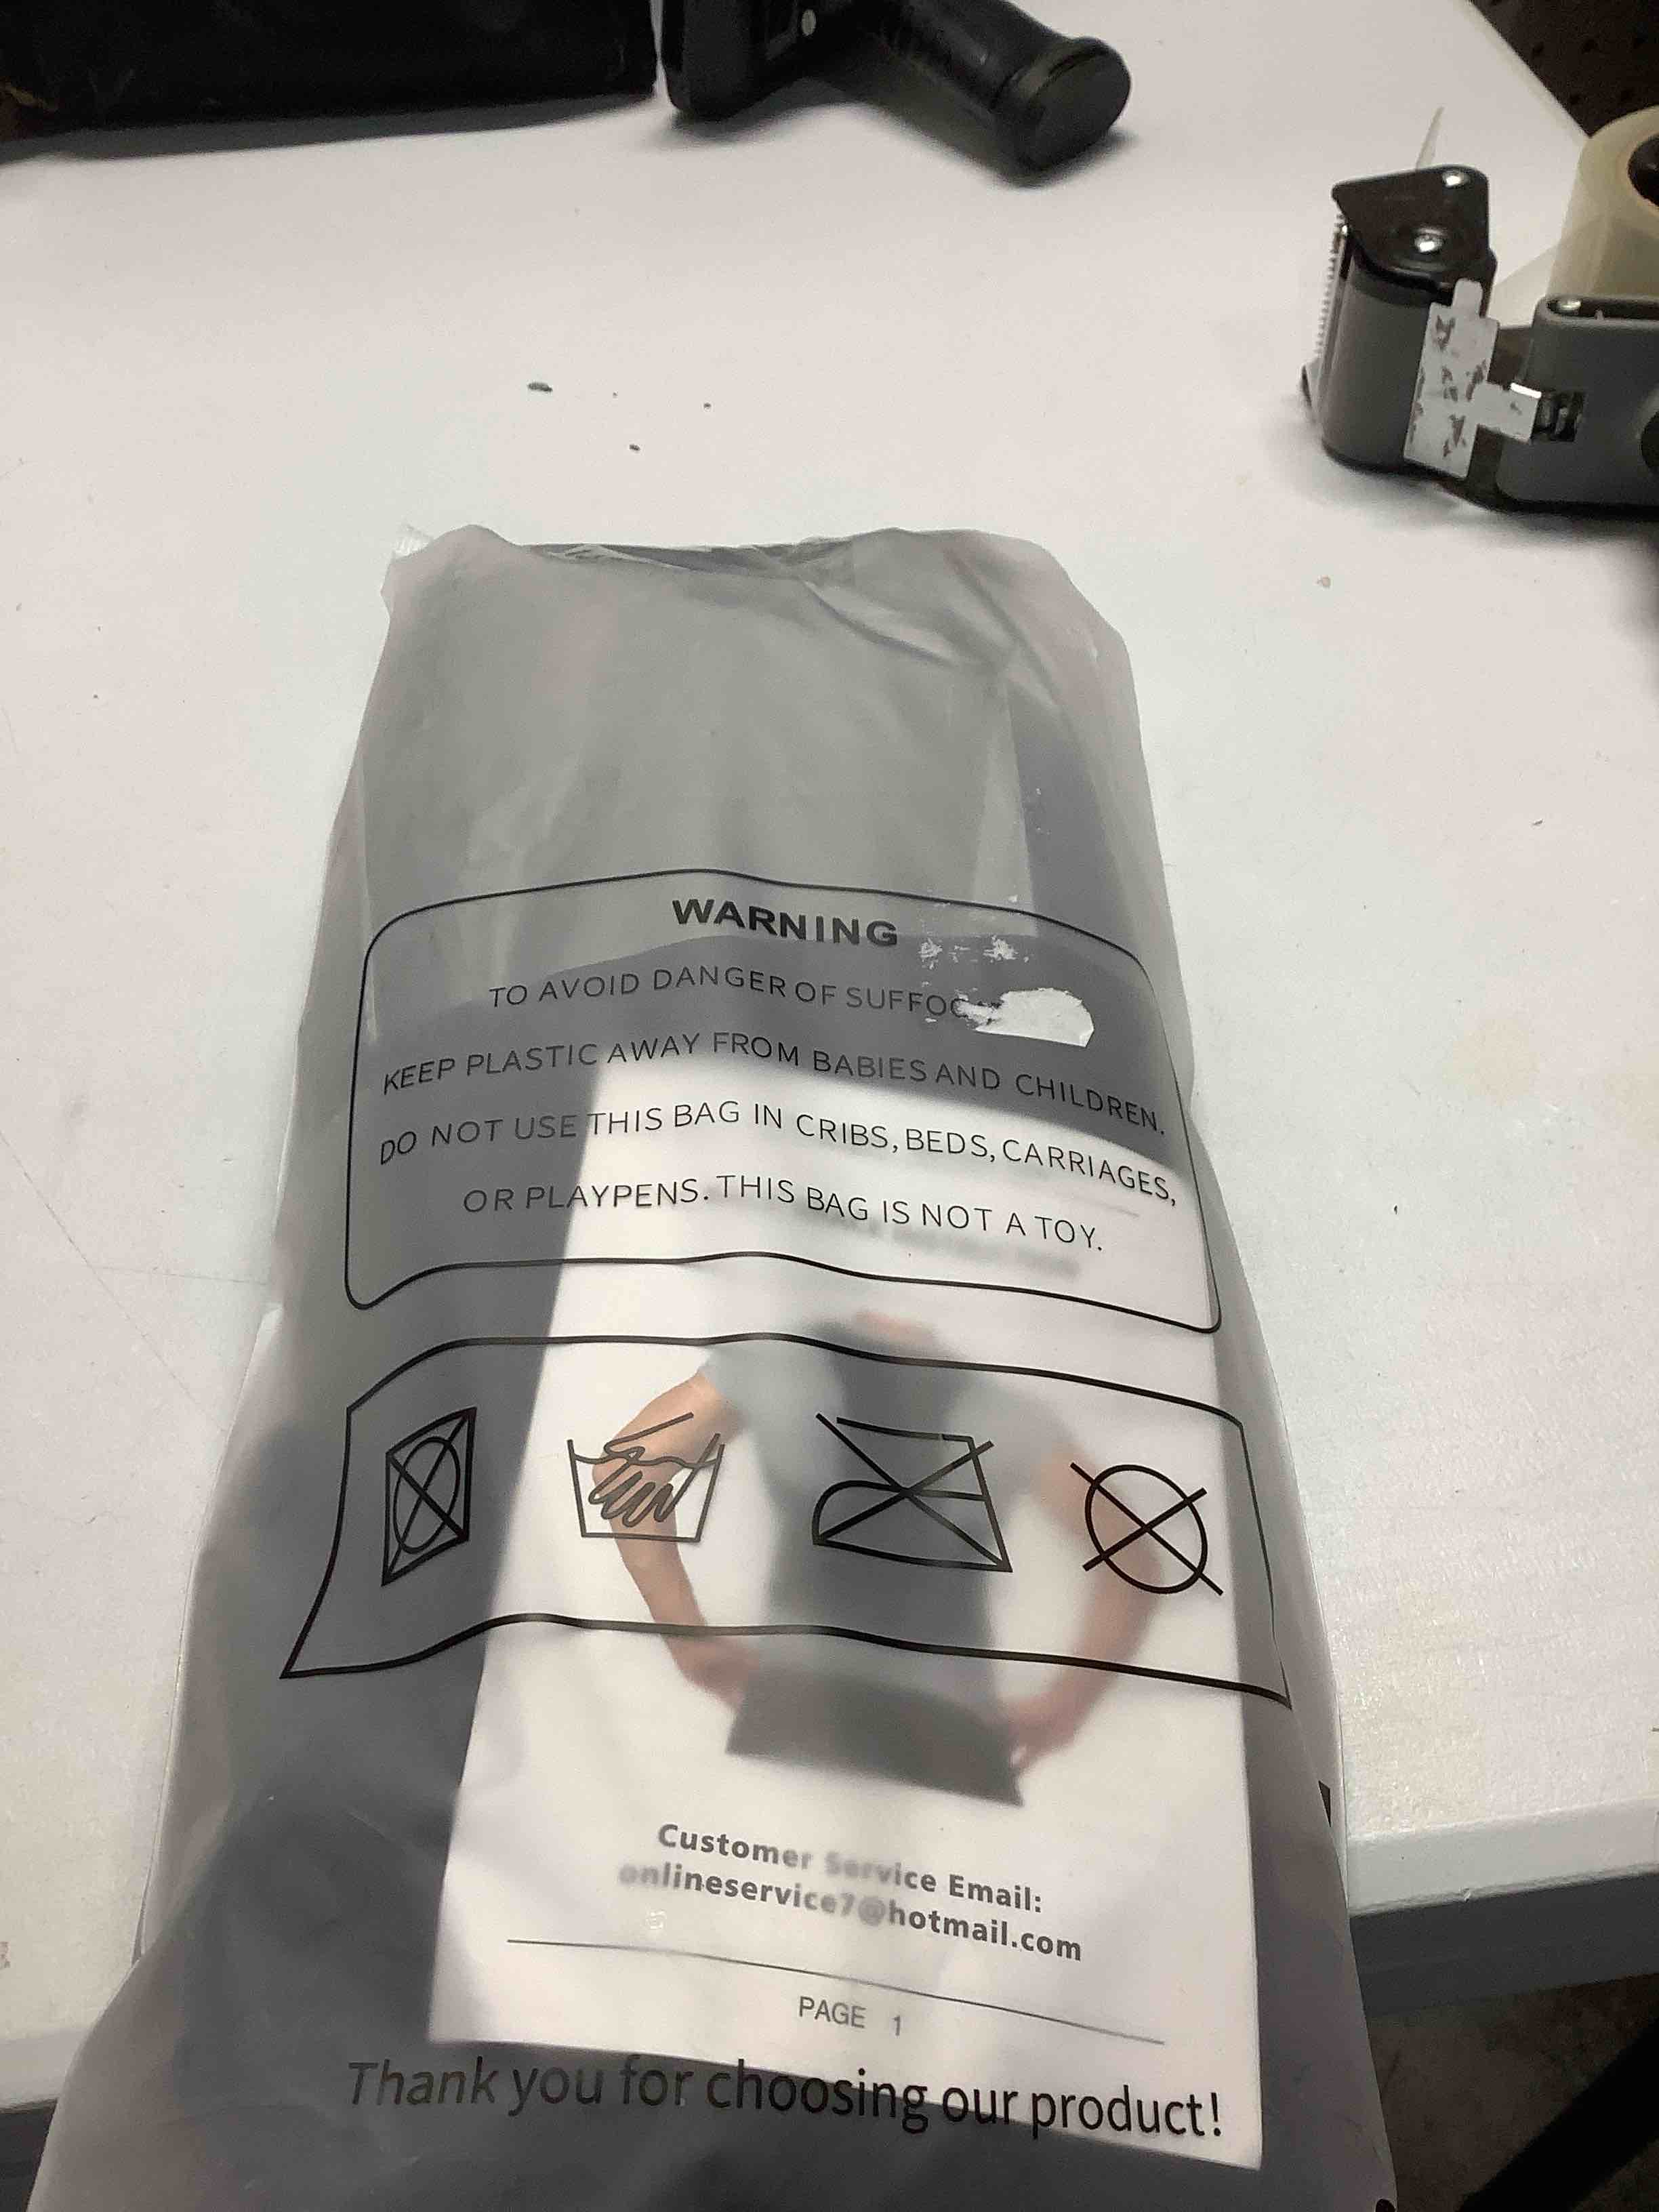 WARNING
TO AVOID DANGER OF SUFFOC
KEEP PLASTIC AWAY FROM BABIES AND CHILDREN.
DO NOT USE THIS BAG IN CRIBS, BEDS, CARRIAGES,
OR PLAYPENS. THIS BAG IS NOT A TOY.
Customer Service Email:
onlineservice7@hotmail.com
PAGE 1
Thank you for choosing our product!